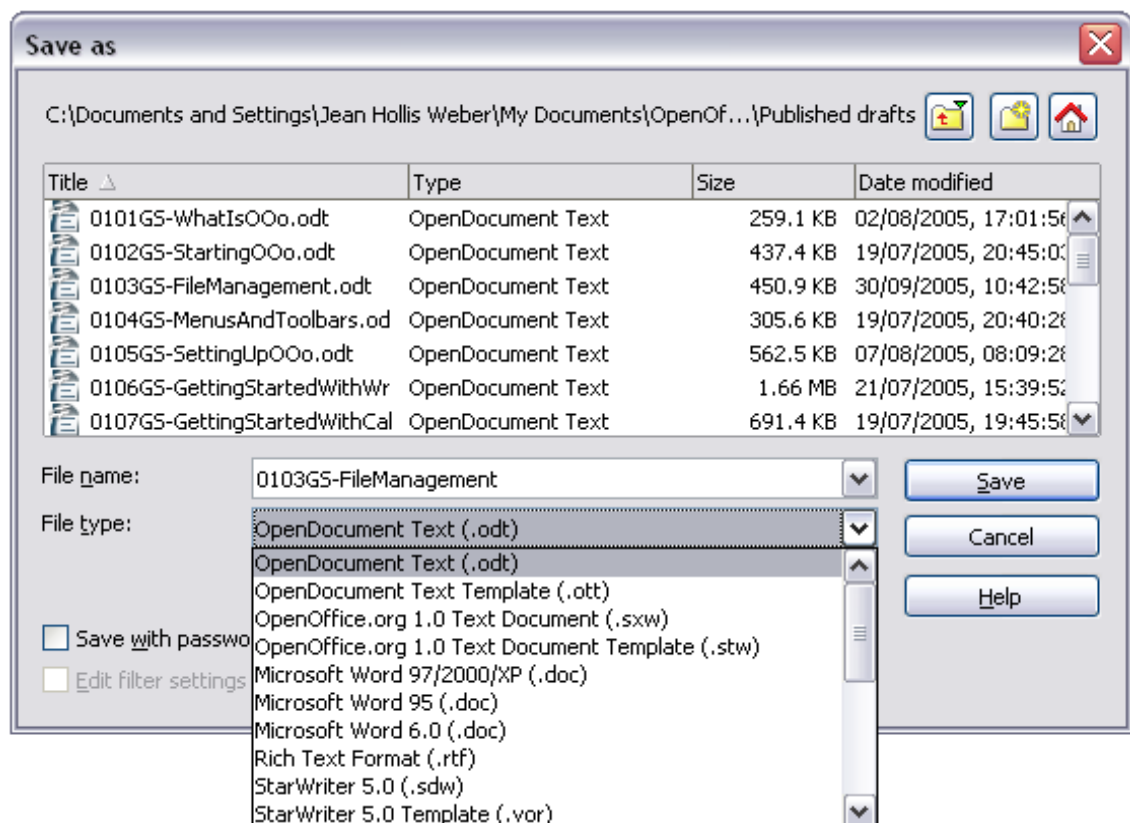 Save as
C:\Documents and Settings\Jean Hollis Weber\My Documents\OpenOf...\Published drafts
Title Type Size Date modified
0101GS-WhatIsOOo.odt OpenDocument Text 259.1 KB 02/08/2005, 17:01:56
0102GS-StartingOOo.odt OpenDocument Text 437.4 KB 19/07/2005, 20:45:03
0103GS-FileManagement.odt OpenDocument Text 450.9 KB 30/09/2005, 10:42:58
0104GS-MenusAndToolbars.od OpenDocument Text 305.6 KB 19/07/2005, 20:40:28
0105GS-SettingUpOOo.odt OpenDocument Text 562.5 KB 07/08/2005, 08:09:28
0106GS-GettingStartedWithWr OpenDocument Text 1.66 MB 21/07/2005, 15:39:52
0107GS-GettingStartedWithCal OpenDocument Text 691.4 KB 19/07/2005, 19:45:58
File name: 0103GS-FileManagement Save
File type: OpenDocument Text (.odt) Cancel
OpenDocument Text (.odt)
OpenDocument Text Template (.ott) Help
OpenOffice.org 1.0 Text Document (.sxw)
Save with passwo OpenOffice.org 1.0 Text Document Template (.stw)
Edit filter settings Microsoft Word 97/2000/XP (.doc)
Microsoft Word 95 (.doc)
Microsoft Word 6.0 (.doc)
Rich Text Format (.rtf)
StarWriter 5.0 (.sdw)
StarWriter 5.0 Template (.vor)